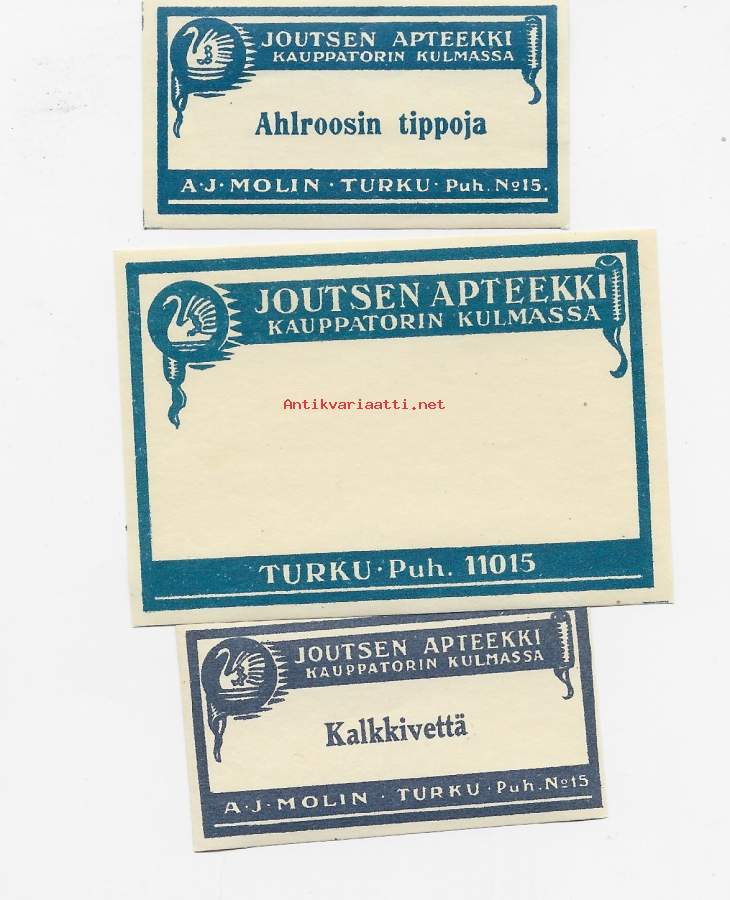 JOUTSEN APTEEKKI
KAUPPATORIN KULMASSA
Ahlroosin tippoja
A·J·MOLIN · TURKU · Puh. No15.
JOUTSEN APTEEKKI
KAUPPATORIN KULMASSA
Antikvariaatti.net
TURKU · Puh. 11015
JOUTSEN APTEEKKI
KAUPPATORIN KULMASSA
Kalkkivettä
A·J·MOLIN · TURKU · Puh. No15